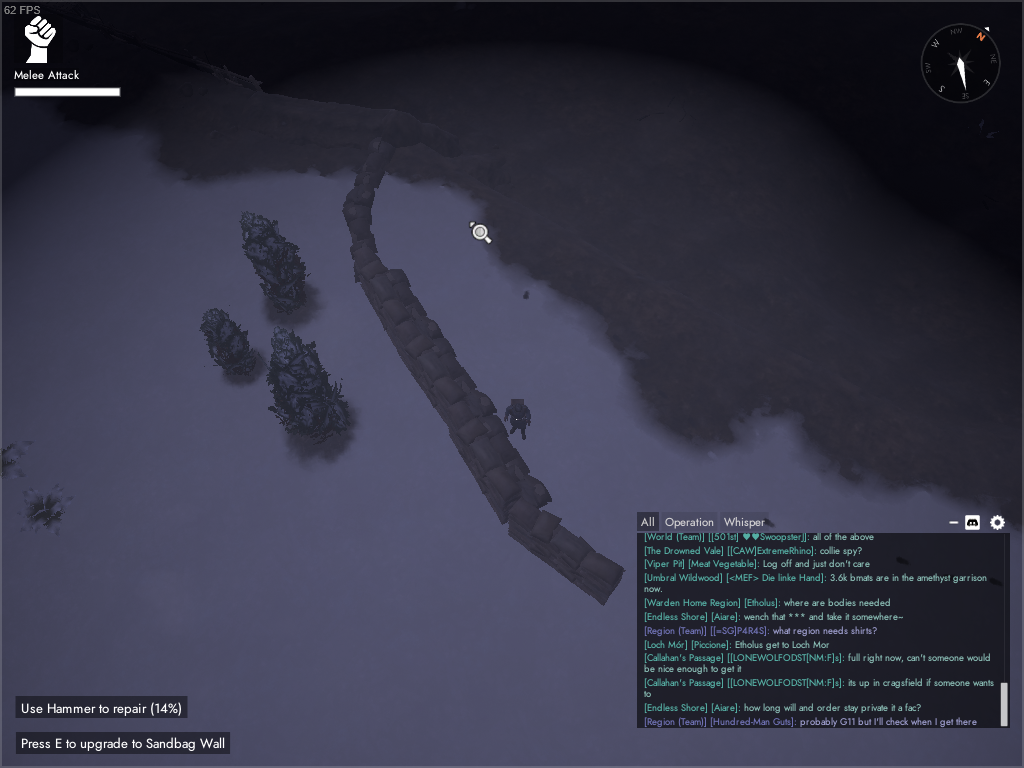 62 FPS
Melee Attack
N
NE
E
SE
S
SW
W
NW
All Operation Whisper
[World (Team)] [[501st] ♥♥Swoopster]]: all of the above
[The Drowned Vale] [[CAW]ExtremeRhino]: collie spy?
[Viper Pit] [Meat Vegetable]: Log off and just don't care
[Umbral Wildwood] [<MEF> Die linke Hand]: 3.6k bmats are in the amethyst garrison
now.
[Warden Home Region] [Etholus]: where are bodies needed
[Endless Shore] [Aiare]: wench that *** and take it somewhere~
[Region (Team)] [[=SG]P4R4S]: what region needs shirts?
[Loch Mór] [Piccione]: Etholus get to Loch Mor
[Callahan's Passage] [[LONEWOLFODST[NM:F]s]: full right now, can't someone would
be nice enough to get it
[Callahan's Passage] [[LONEWOLFODST[NM:F]s]: its up in cragsfield if someone wants
to
[Endless Shore] [Aiare]: how long will and order stay private it a fac?
[Region (Team)] [Hundred-Man Guts]: probably G11 but I'll check when I get there
Use Hammer to repair (14%)
Press E to upgrade to Sandbag Wall